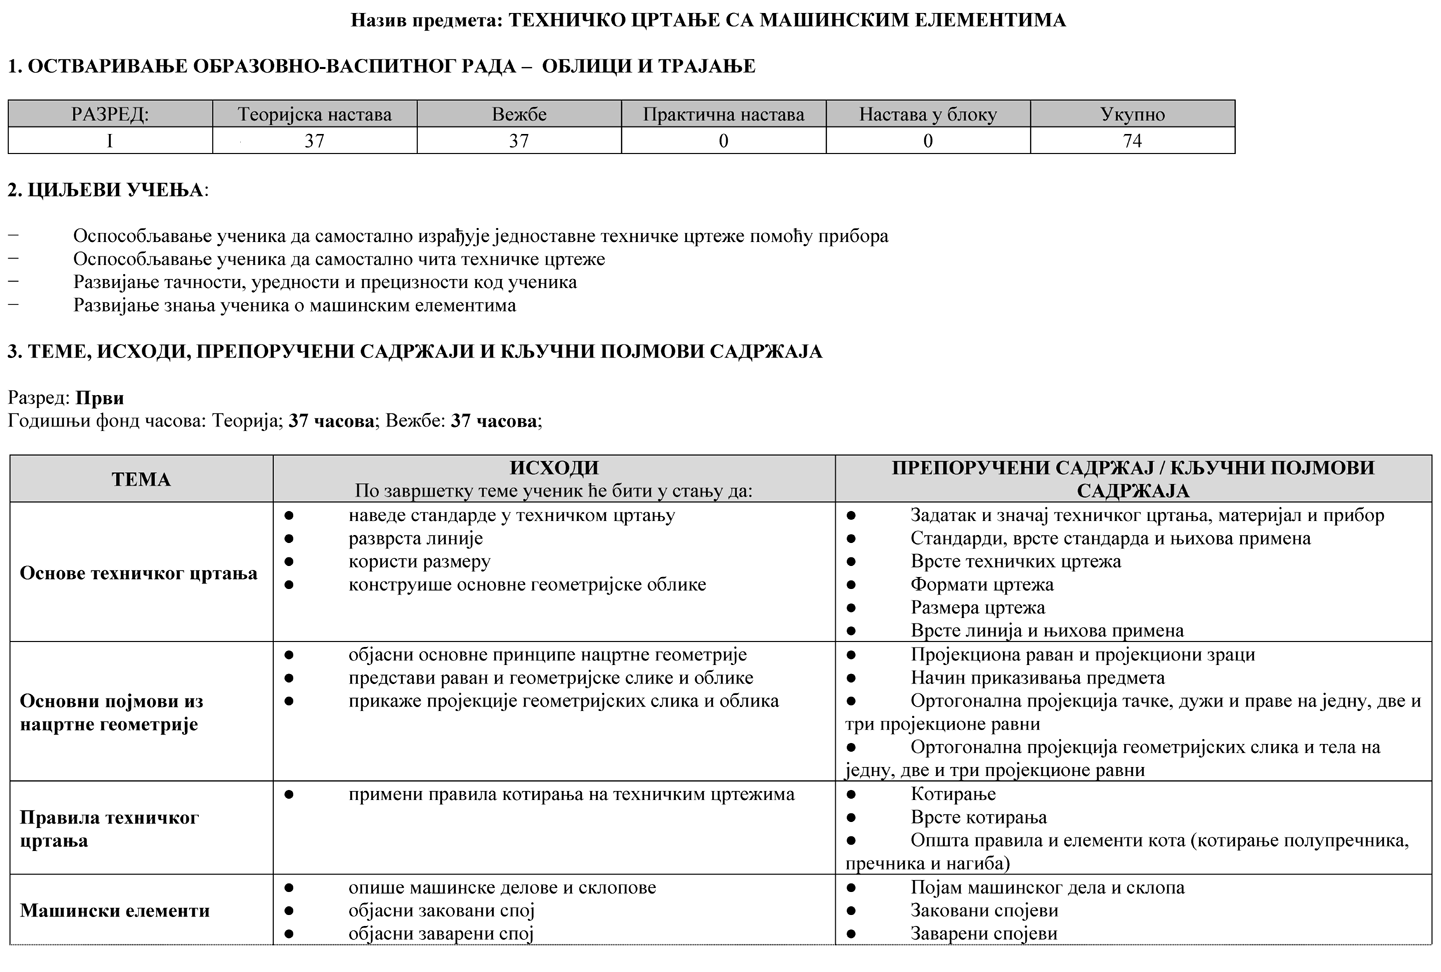 Назив предмета: ТЕХНИЧКО ЦРТАЊЕ СА МАШИНСКИМ ЕЛЕМЕНТИМА
1. ОСТВАРИВАЊЕ ОБРАЗОВНО-ВАСПИТНОГ РАДА – ОБЛИЦИ И ТРАЈАЊЕ
РАЗРЕД: Теоријска настава Вежбе Практична настава Настава у блоку Укупно
I 37 37 0 0 74
2. ЦИЉЕВИ УЧЕЊА:
− Оспособљавање ученика да самостално израђује једноставне техничке цртеже помоћу прибора
− Оспособљавање ученика да самостално чита техничке цртеже
− Развијање тачности, уредности и прецизности код ученика
− Развијање знања ученика о машинским елементима
3. ТЕМЕ, ИСХОДИ, ПРЕПОРУЧЕНИ САДРЖАЈИ И КЉУЧНИ ПОЈМОВИ САДРЖАЈА
Разред: Први
Годишњи фонд часова: Теорија; 37 часова; Вежбе: 37 часова;
ТЕМА
ИСХОДИ
По завршетку теме ученик ће бити у стању да:
ПРЕПОРУЧЕНИ САДРЖАЈ / КЉУЧНИ ПОЈМОВИ
САДРЖАЈА
Основе техничког цртања
● наведе стандарде у техничком цртању
● разврста линије
● користи размеру
● конструише основне геометријске облике
● Задатак и значај техничког цртања, материјал и прибор
● Стандарди, врсте стандарда и њихова примена
● Врсте техничких цртежа
● Формати цртежа
● Размера цртежа
● Врсте линија и њихова примена
Основни појмови из
нацртне геометрије
● објасни основне принципе нацртне геометрије
● представи раван и геометријске слике и облике
● прикаже пројекције геометријских слика и облика
● Пројекциона раван и пројекциони зраци
● Начин приказивања предмета
● Ортогонална пројекција тачке, дужи и праве на једну, две и
три пројекционе равни
● Ортогонална пројекција геометријских слика и тела на
једну, две и три пројекционе равни
Правила техничког
цртања
● примени правила котирања на техничким цртежима
● Котирање
● Врсте котирања
● Општа правила и елементи кота (котирање полупречника,
пречника и нагиба)
Машински елементи
● опише машинске делове и склопове
● објасни заковани спој
● објасни заварени спој
● Појам машинског дела и склопа
● Заковани спојеви
● Заварени спојеви